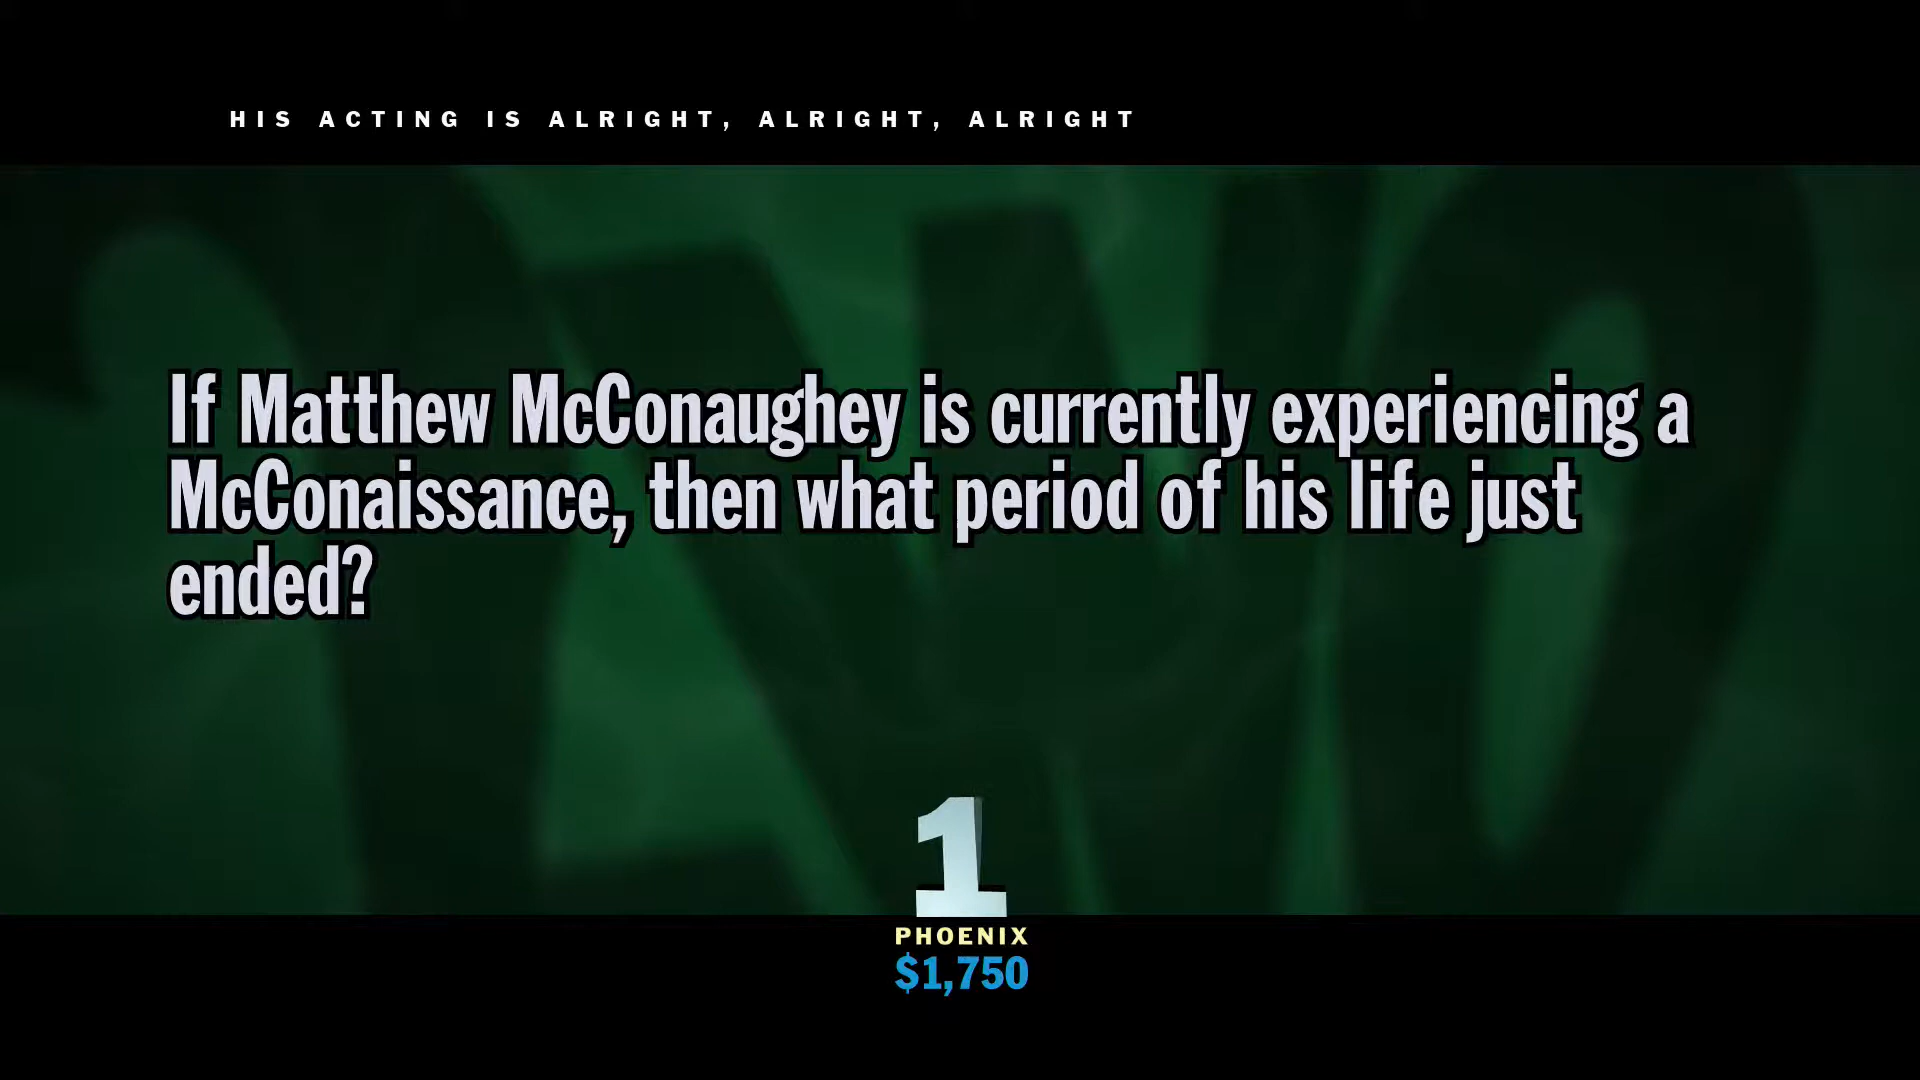 HIS ACTING IS ALRIGHT, ALRIGHT, ALRIGHT
If Matthew McConaughey is currently experiencing a
McConaissance, then what period of his life just
ended?
1
PHOENIX
$1,750